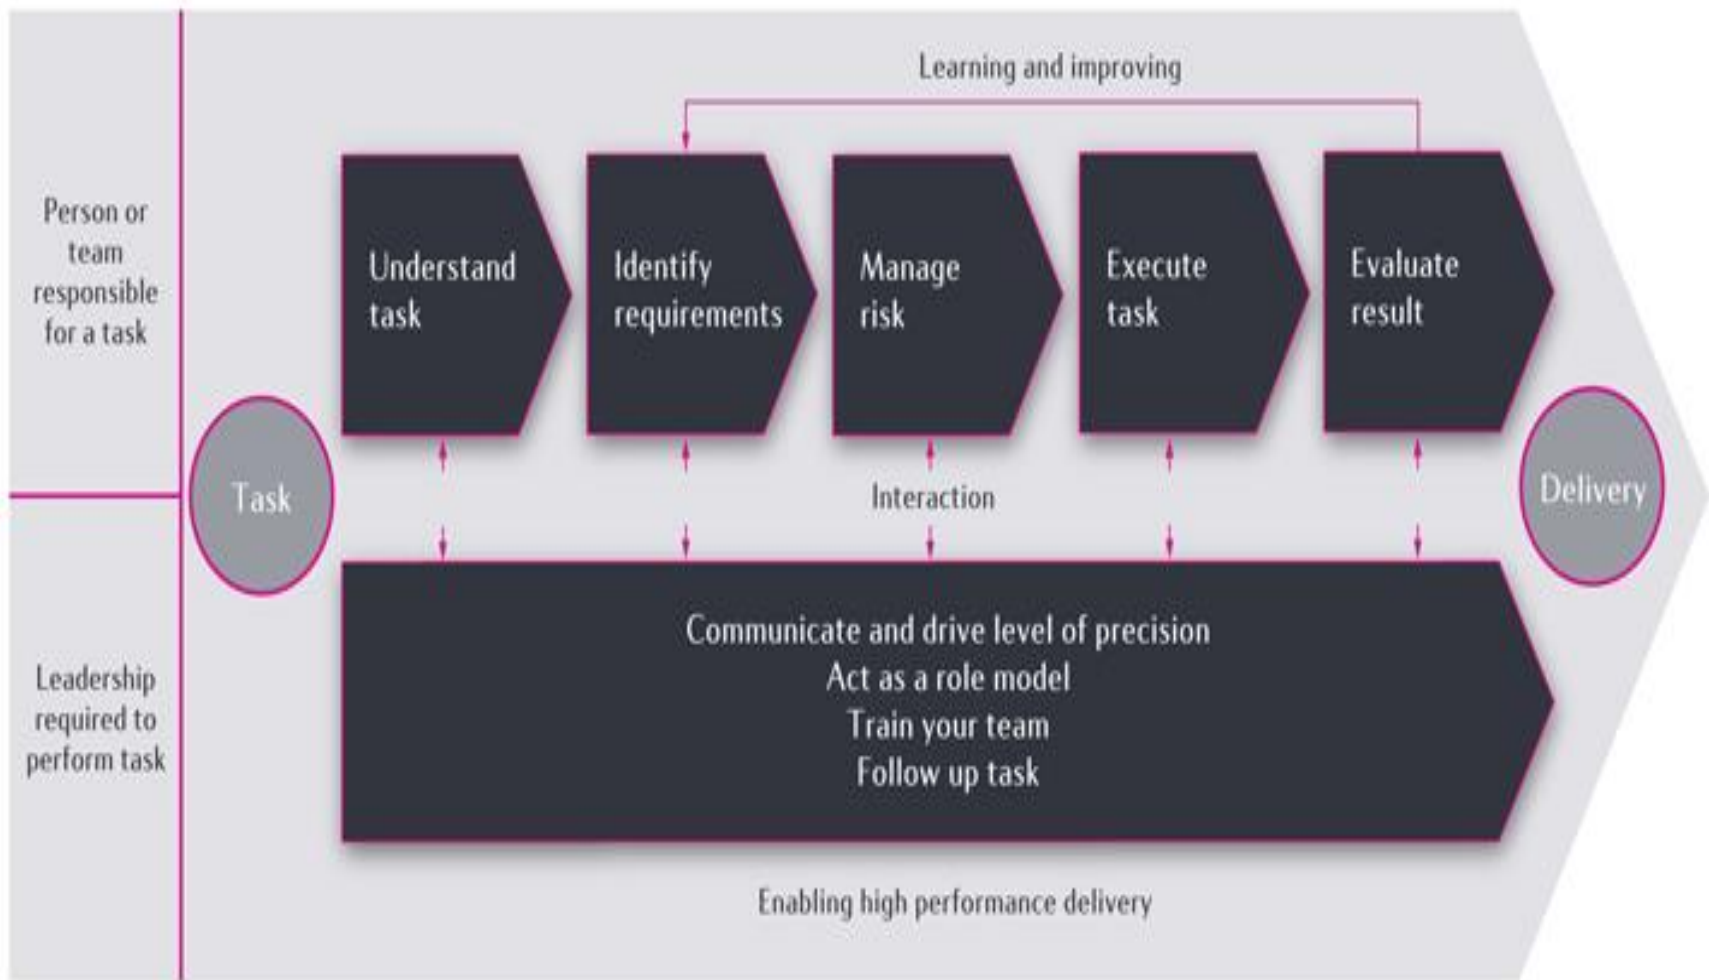 Learning and improving
Person or
team
responsible
for a task
Understand
task
Identify
requirements
Manage
risk
Execute
task
Evaluate
result
Task
Interaction
Delivery
Leadership
required to
perform task
Communicate and drive level of precision
Act as a role model
Train your team
Follow up task
Enabling high performance delivery